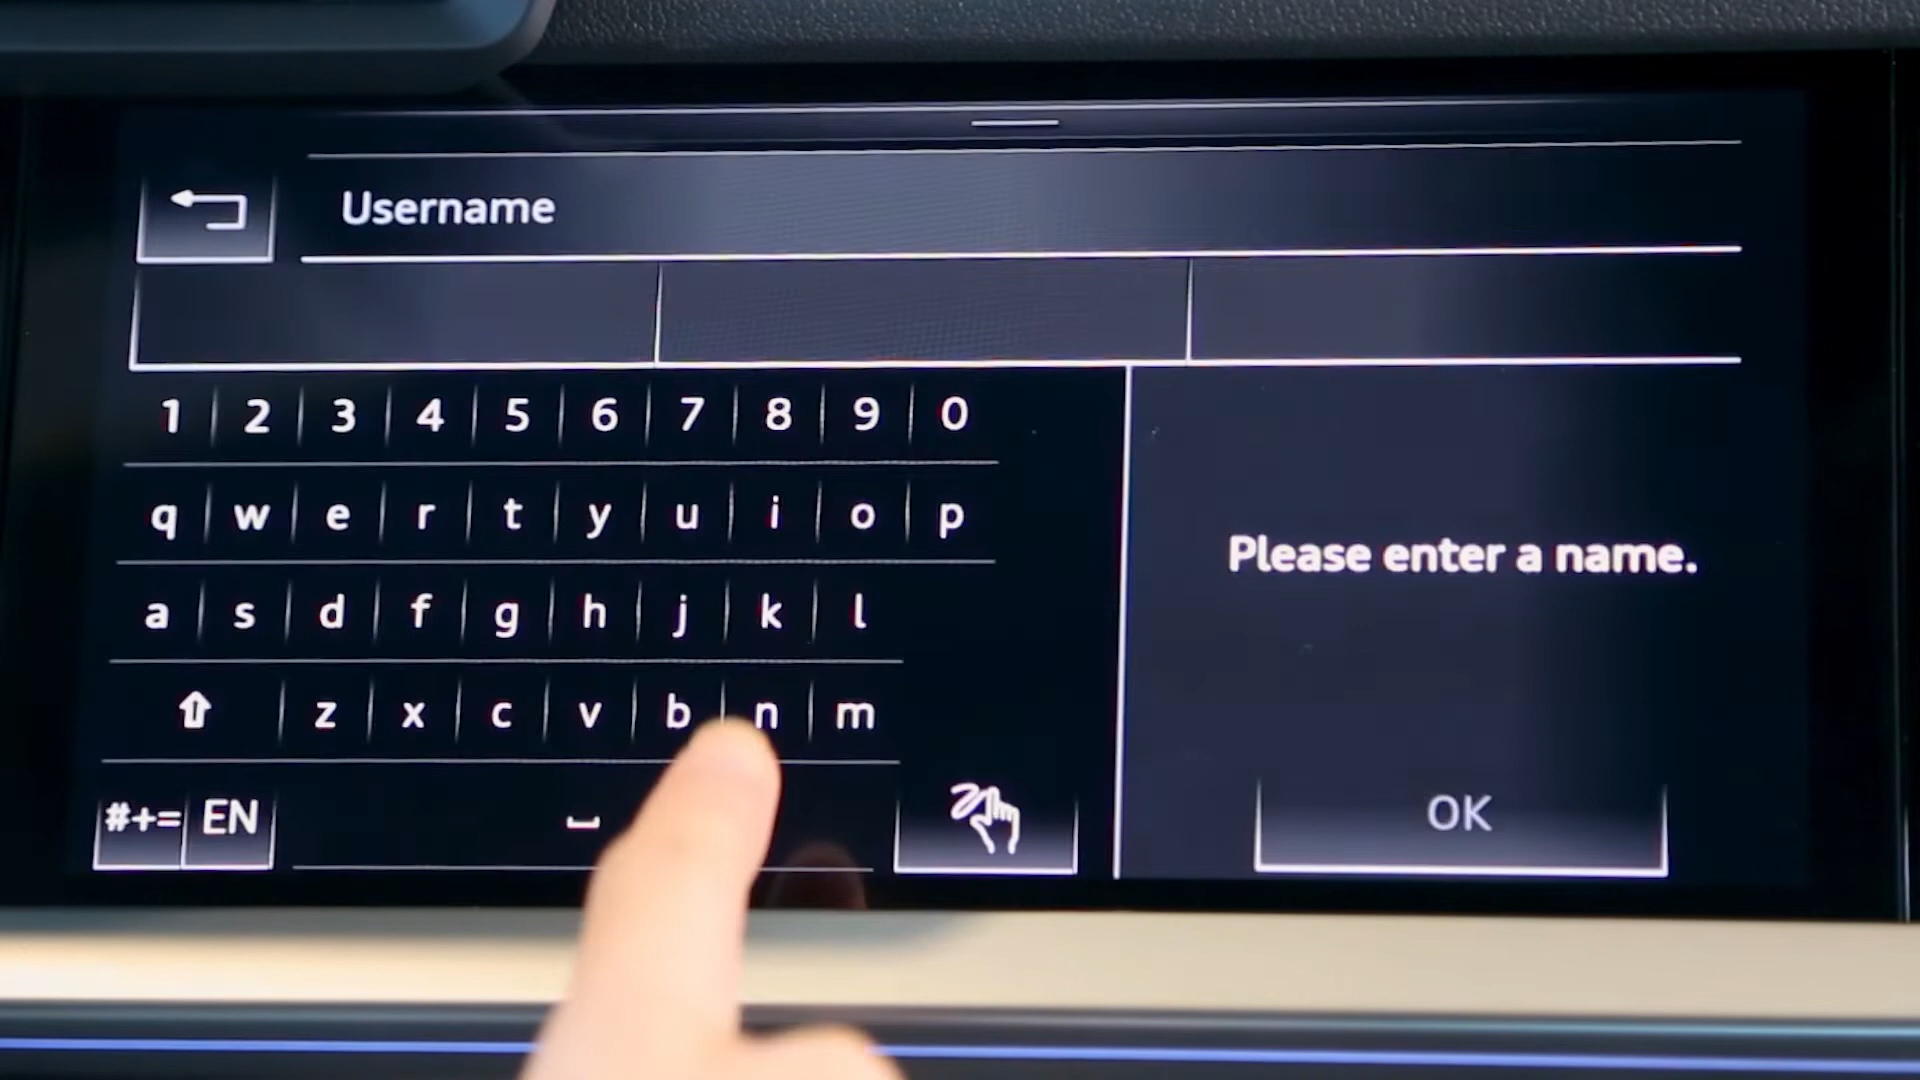 Username
1 2 3 4 5 6 7 8 9 0
q w e r t y u i o p
a s d f g h j k l
Please enter a name.
z x c v b n m
#+= EN
OK